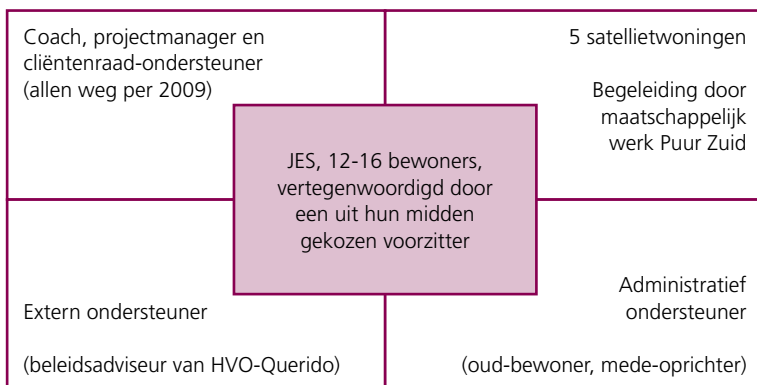 Coach, projectmanager en
cliëntenraad-ondersteuner
(allen weg per 2009)
5 satellietwoningen
Begeleiding door
maatschappelijk
werk Puur Zuid
JES, 12-16 bewoners,
vertegenwoordigd door
een uit hun midden
gekozen voorzitter
Extern ondersteuner
(beleidsadviseur van HVO-Querido)
Administratief
ondersteuner
(oud-bewoner, mede-oprichter)